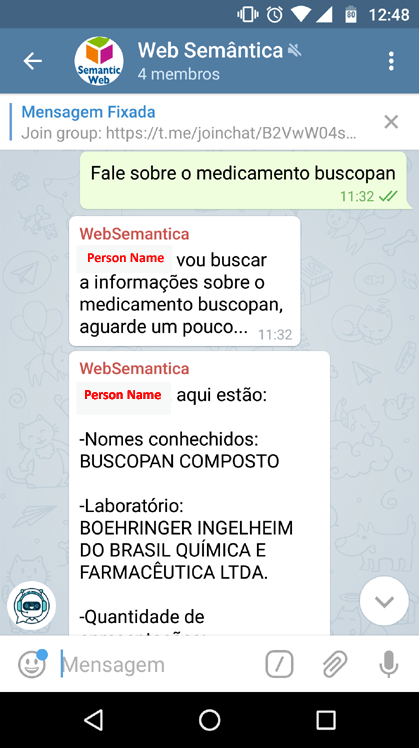 80 12:48
Semantic
Web
Web Semântica
4 membros
Mensagem Fixada
Join group: https://t.me/joinchat/B2VwW04s...
Fale sobre o medicamento buscopan
11:32
WebSemantica
Person Name vou buscar
a informações sobre o
medicamento buscopan,
aguarde um pouco...
11:32
WebSemantica
Person Name aqui estão:
-Nomes conhechidos:
BUSCOPAN COMPOSTO
-Laboratório:
BOEHRINGER INGELHEIM
DO BRASIL QUÍMICA E
FARMACÊUTICA LTDA.
-Quantidade de
Mensagem